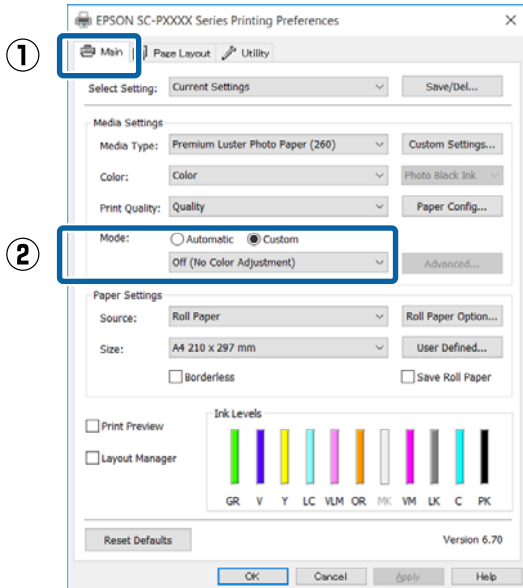 EPSON SC-PXXXX Series Printing Preferences
①
Main Page Layout Utility
Select Setting: Current Settings Save/Del...
Media Settings
Media Type: Premium Luster Photo Paper (260) Custom Settings...
Color: Color Photo Black Ink
Print Quality: Quality Paper Config...
②
Mode: Automatic Custom
Off (No Color Adjustment) Advanced...
Paper Settings
Source: Roll Paper Roll Paper Option...
Size: A4 210 x 297 mm User Defined...
Borderless Save Roll Paper
Ink Levels
Print Preview
Layout Manager
GR V Y LC VLM OR MK VM LK C PK
Reset Defaults Version 6.70
OK Cancel Apply Help